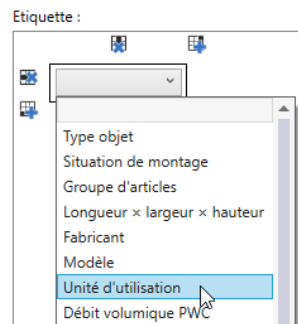 Etiquette :
Type objet
Situation de montage
Groupe d'articles
Longueur × largeur × hauteur
Fabricant
Modèle
Unité d'utilisation
Débit volumique PWC